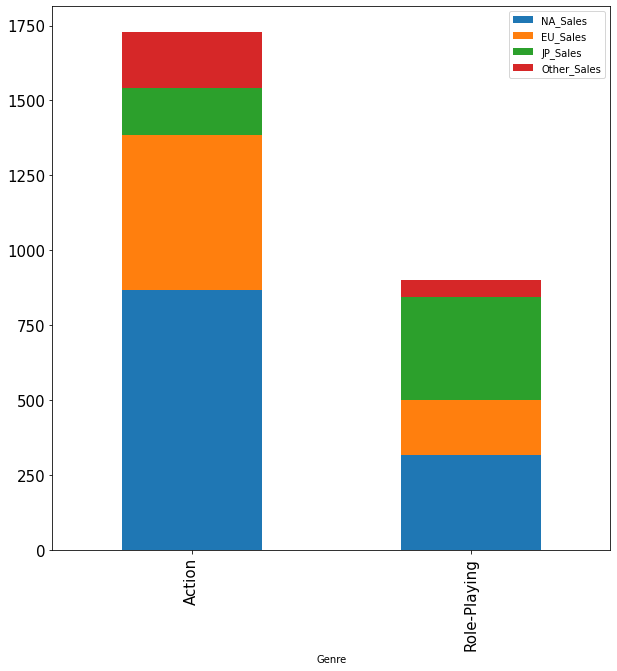 1750
1500
1250
1000
750
500
250
0
NA_Sales
EU_Sales
JP_Sales
Other_Sales
Action
Role-Playing
Genre